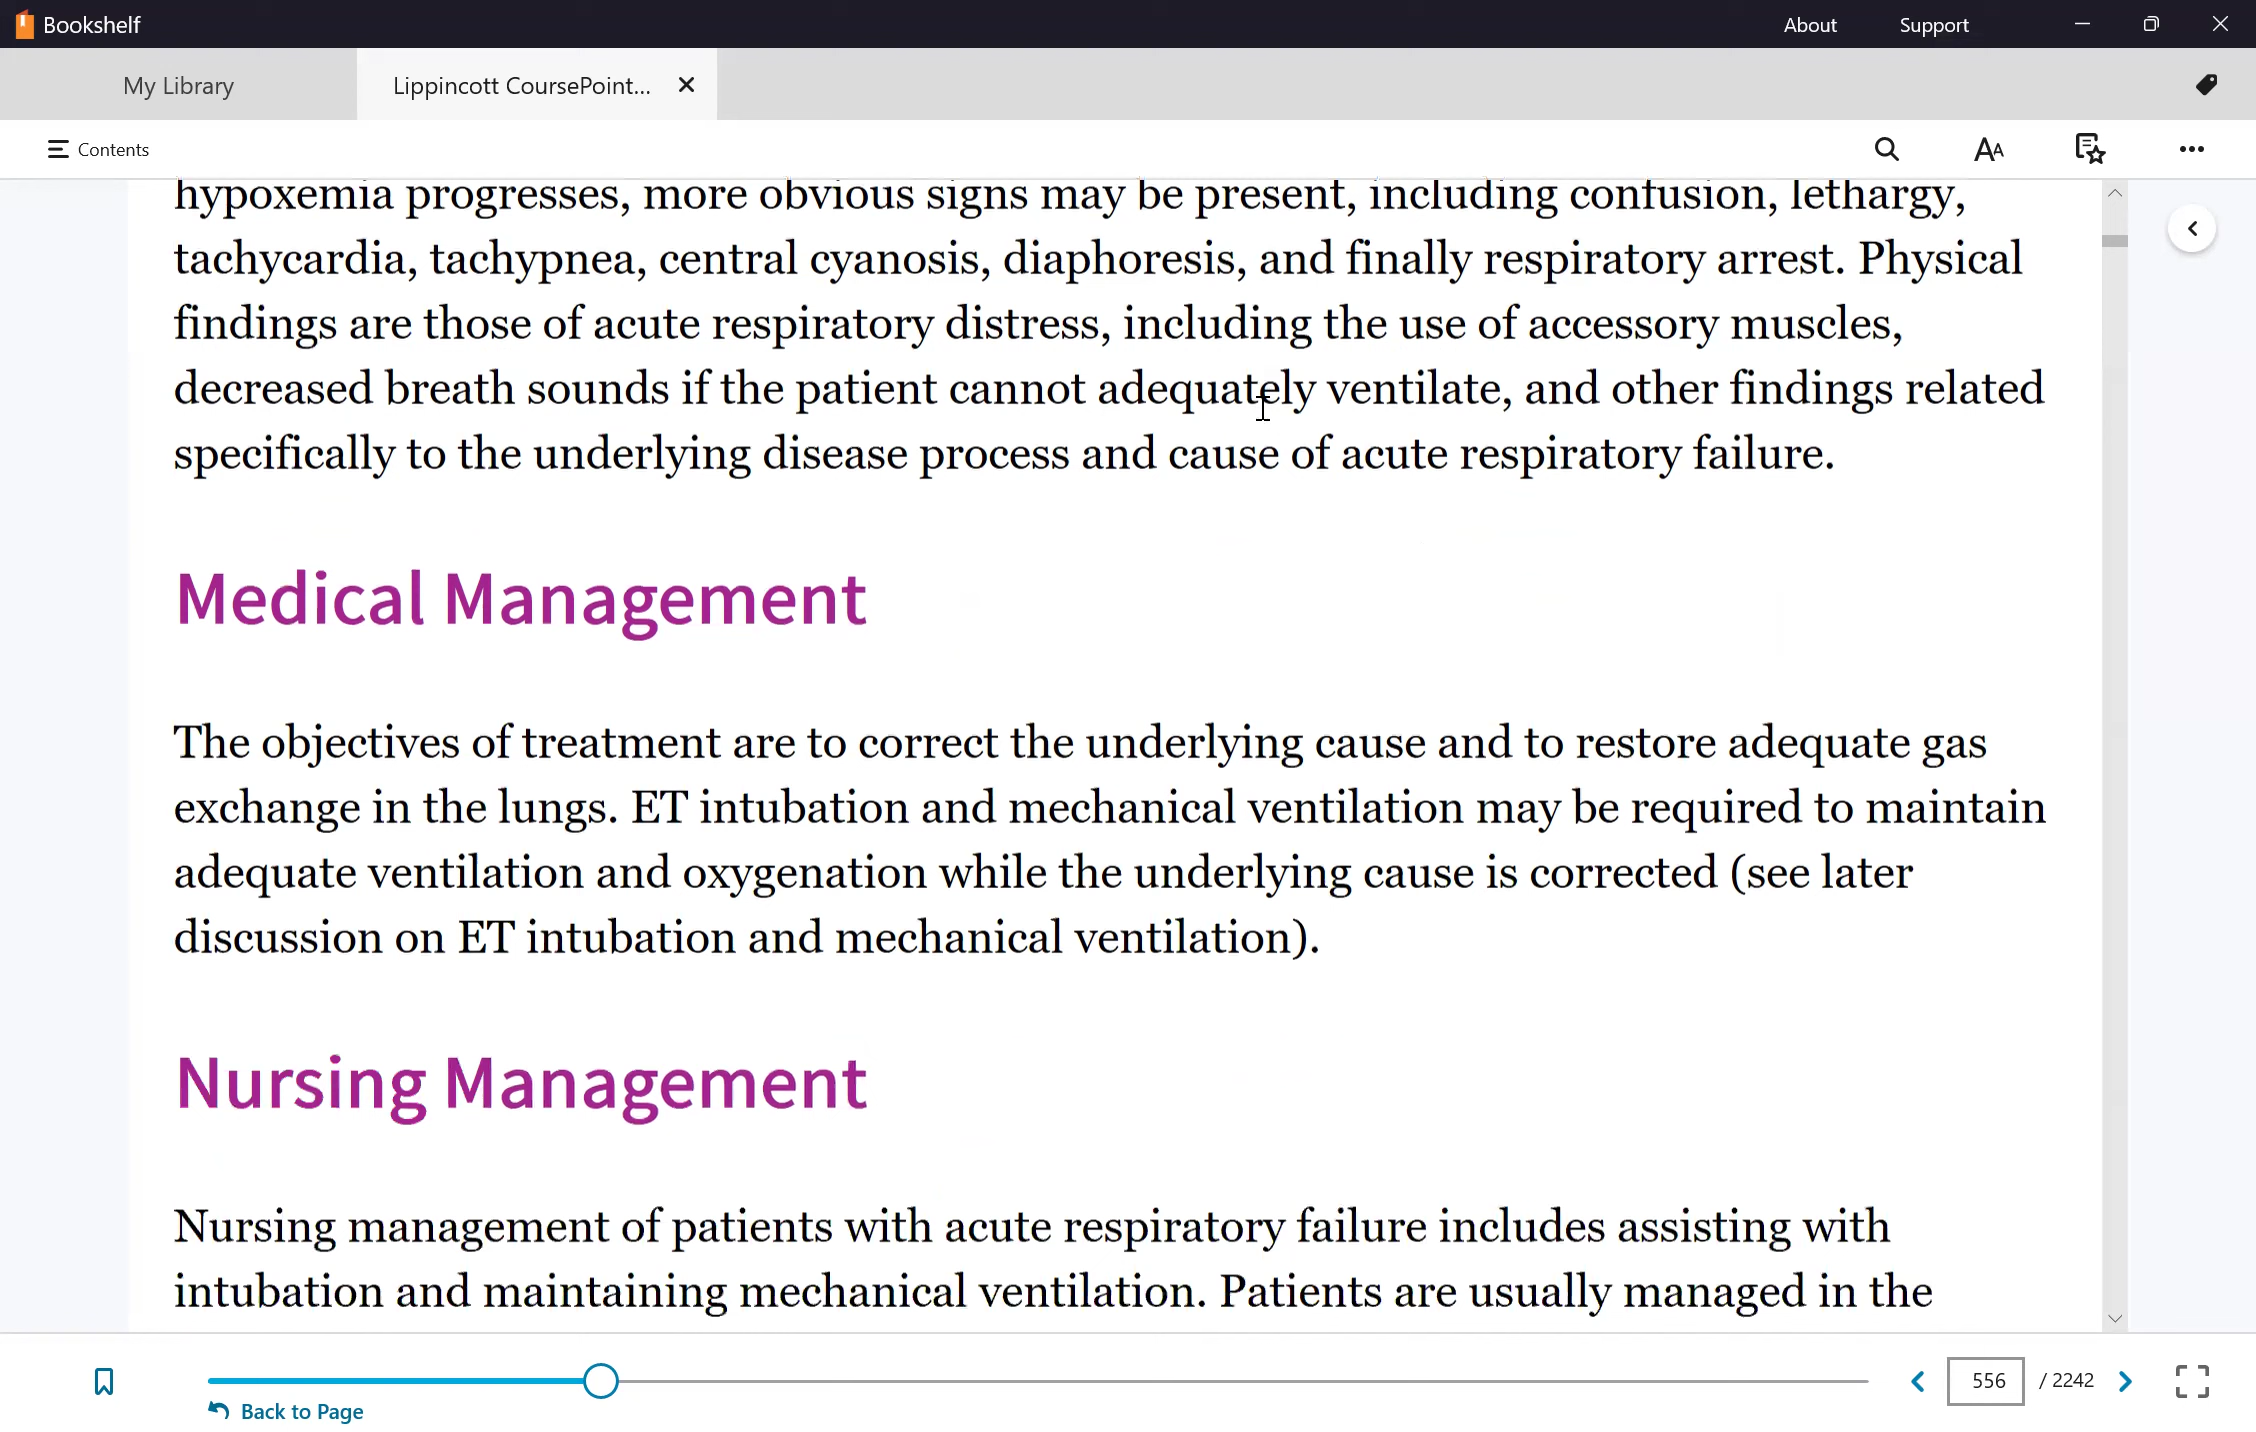 Bookshelf
About
Support
My Library
Lippincott CoursePoint...
Contents
hypoxemia progresses, more obvious signs may be present, including confusion, lethargy,
tachycardia, tachypnea, central cyanosis, diaphoresis, and finally respiratory arrest. Physical
findings are those of acute respiratory distress, including the use of accessory muscles,
decreased breath sounds if the patient cannot adequately ventilate, and other findings related
specifically to the underlying disease process and cause of acute respiratory failure.
Medical Management
The objectives of treatment are to correct the underlying cause and to restore adequate gas
exchange in the lungs. ET intubation and mechanical ventilation may be required to maintain
adequate ventilation and oxygenation while the underlying cause is corrected (see later
discussion on ET intubation and mechanical ventilation).
Nursing Management
Nursing management of patients with acute respiratory failure includes assisting with
intubation and maintaining mechanical ventilation. Patients are usually managed in the
556 / 2242
Back to Page